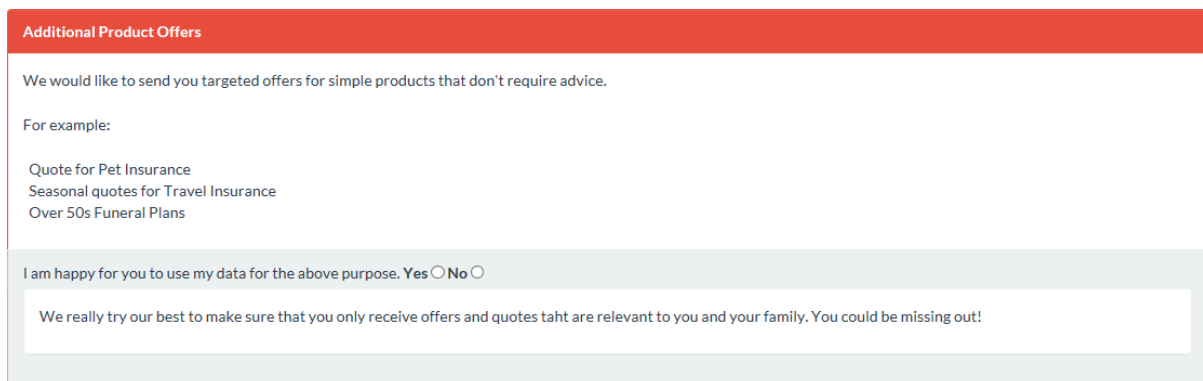 Additional Product Offers
We would like to send you targeted offers for simple products that don't require advice.
For example:
Quote for Pet Insurance
Seasonal quotes for Travel Insurance
Over 50s Funeral Plans
I am happy for you to use my data for the above purpose. Yes No
We really try our best to make sure that you only receive offers and quotes taht are relevant to you and your family. You could be missing out!